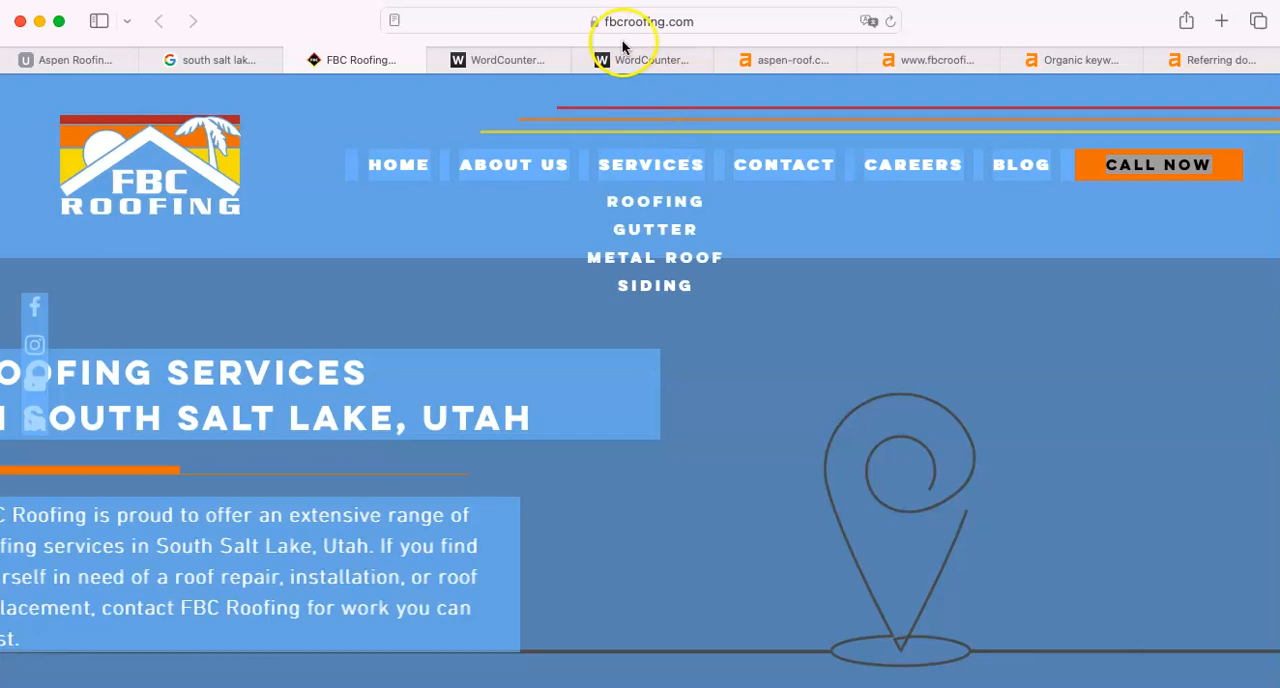 fbcroofing.com
Aspen Roofin...
south salt lak...
FBC Roofing...
WordCounter...
WordCounter...
aspen-roof.c...
www.fbcroofi...
Organic keyw...
Referring do...
FBC
ROOFING
HOME ABOUT US SERVICES CONTACT CAREERS BLOG CALL NOW
ROOFING
GUTTER
METAL ROOF
SIDING
OOFING SERVICES
SOUTH SALT LAKE, UTAH
C Roofing is proud to offer an extensive range of
fing services in South Salt Lake, Utah. If you find
rself in need of a roof repair, installation, or roof
lacement, contact FBC Roofing for work you can
st.